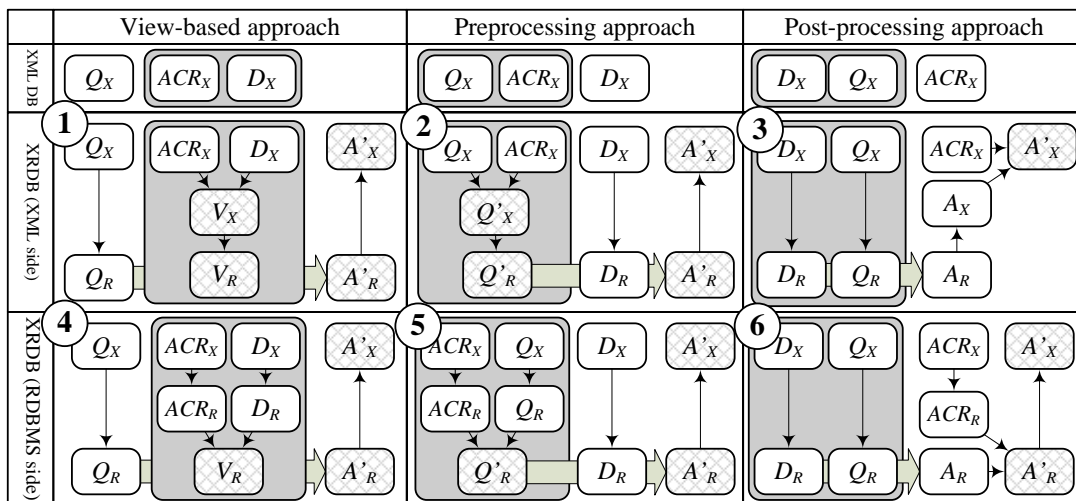 View-based approach Preprocessing approach Post-processing approach
XML DB
Q_X ACR_X D_X Q_X ACR_X D_X D_X Q_X ACR_X
1 2 3
XRDB (XML side)
Q_X ACR_X D_X A'_X Q_X ACR_X D_X A'_X D_X Q_X ACR_X A'_X
V_X Q'_X A_X
Q_R V_R A'_R Q'_R D_R A'_R D_R Q_R A_R
4 5 6
XRDB (RDBMS side)
Q_X ACR_X D_X A'_X ACR_X Q_X D_X A'_X D_X Q_X ACR_X A'_X
ACR_R D_R ACR_R Q_R ACR_R
Q_R V_R A'_R Q'_R D_R A'_R D_R Q_R A_R A'_R